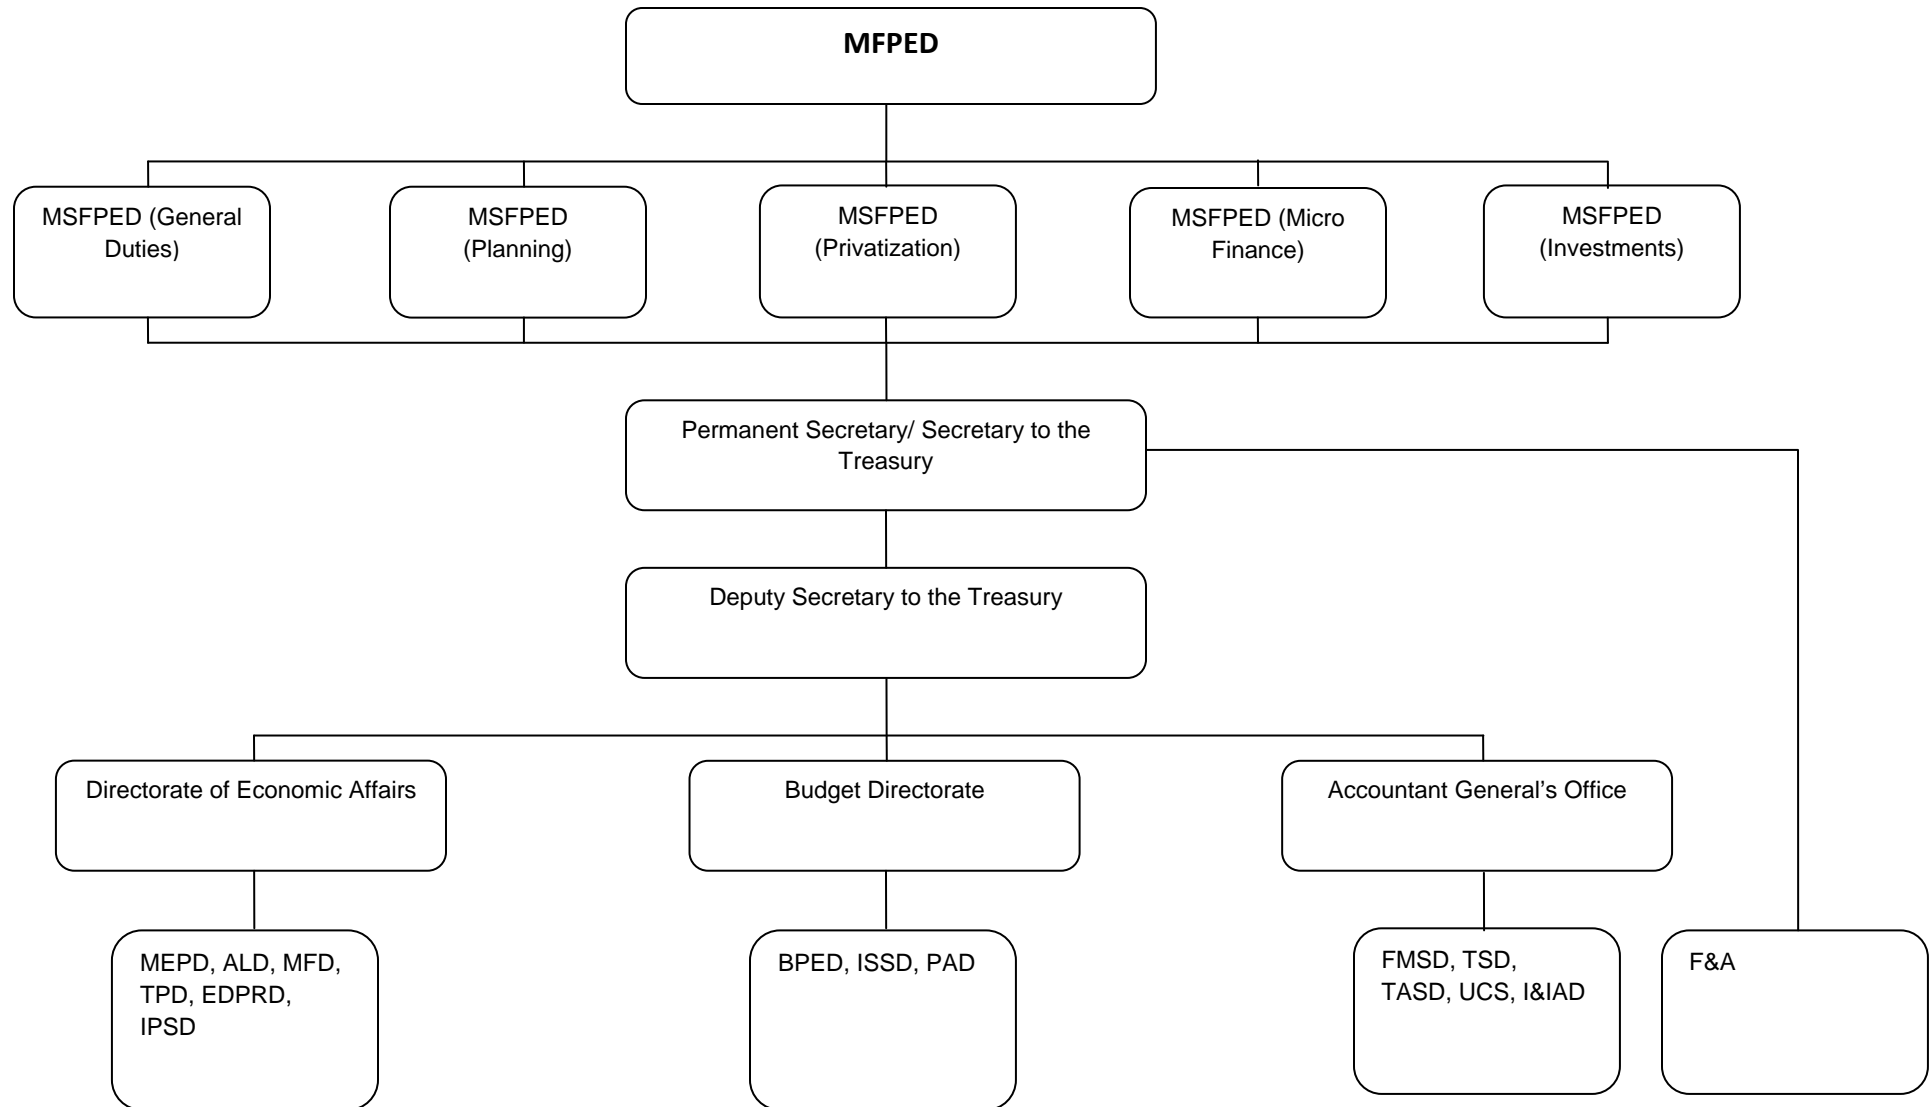 MFPED
MSFPED (General
Duties)
MSFPED
(Planning)
MSFPED
(Privatization)
MSFPED (Micro
Finance)
MSFPED
(Investments)
Permanent Secretary/ Secretary to the
Treasury
Deputy Secretary to the Treasury
Directorate of Economic Affairs
Budget Directorate
Accountant General’s Office
MEPD, ALD, MFD,
TPD, EDPRD,
IPSD
BPED, ISSD, PAD
FMSD, TSD,
TASD, UCS, I&IAD
F&A